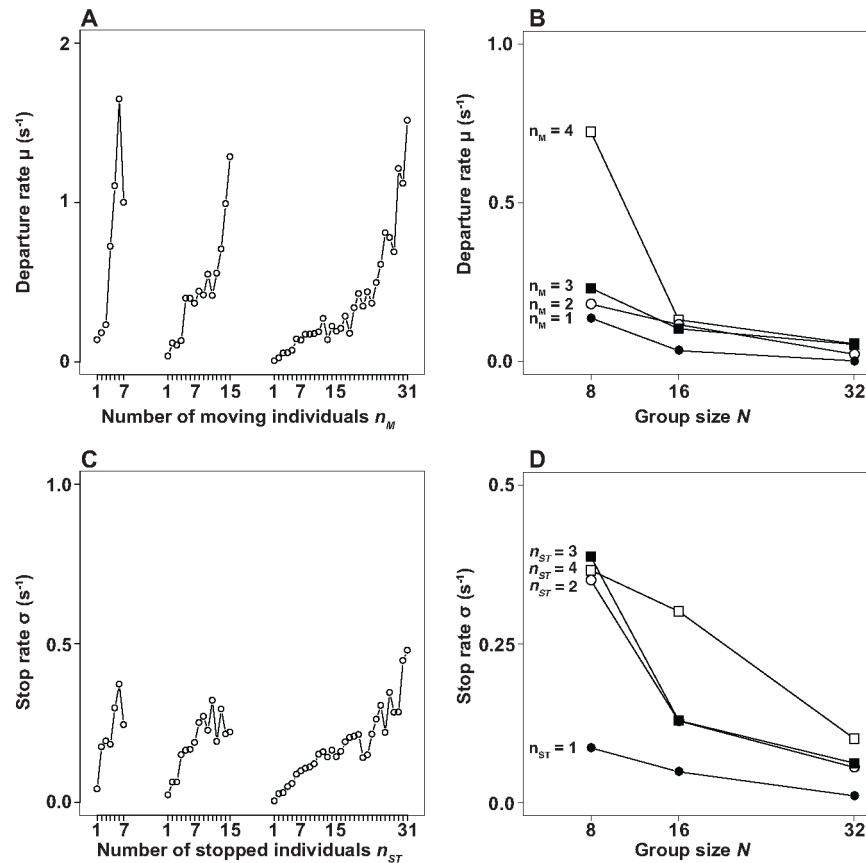 A
2
1
0
Departure rate μ (s⁻¹)
1 7 1 7 15 1 7 15 31
Number of moving individuals n_M
B
1.0
0.5
0.0
Departure rate μ (s⁻¹)
n_M = 4
n_M = 3
n_M = 2
n_M = 1
8 16 32
Group size N
C
1.0
0.5
0.0
Stop rate σ (s⁻¹)
1 7 1 7 15 1 7 15 31
Number of stopped individuals n_ST
D
0.5
0.25
0.0
Stop rate σ (s⁻¹)
n_ST = 3
n_ST = 4
n_ST = 2
n_ST = 1
8 16 32
Group size N